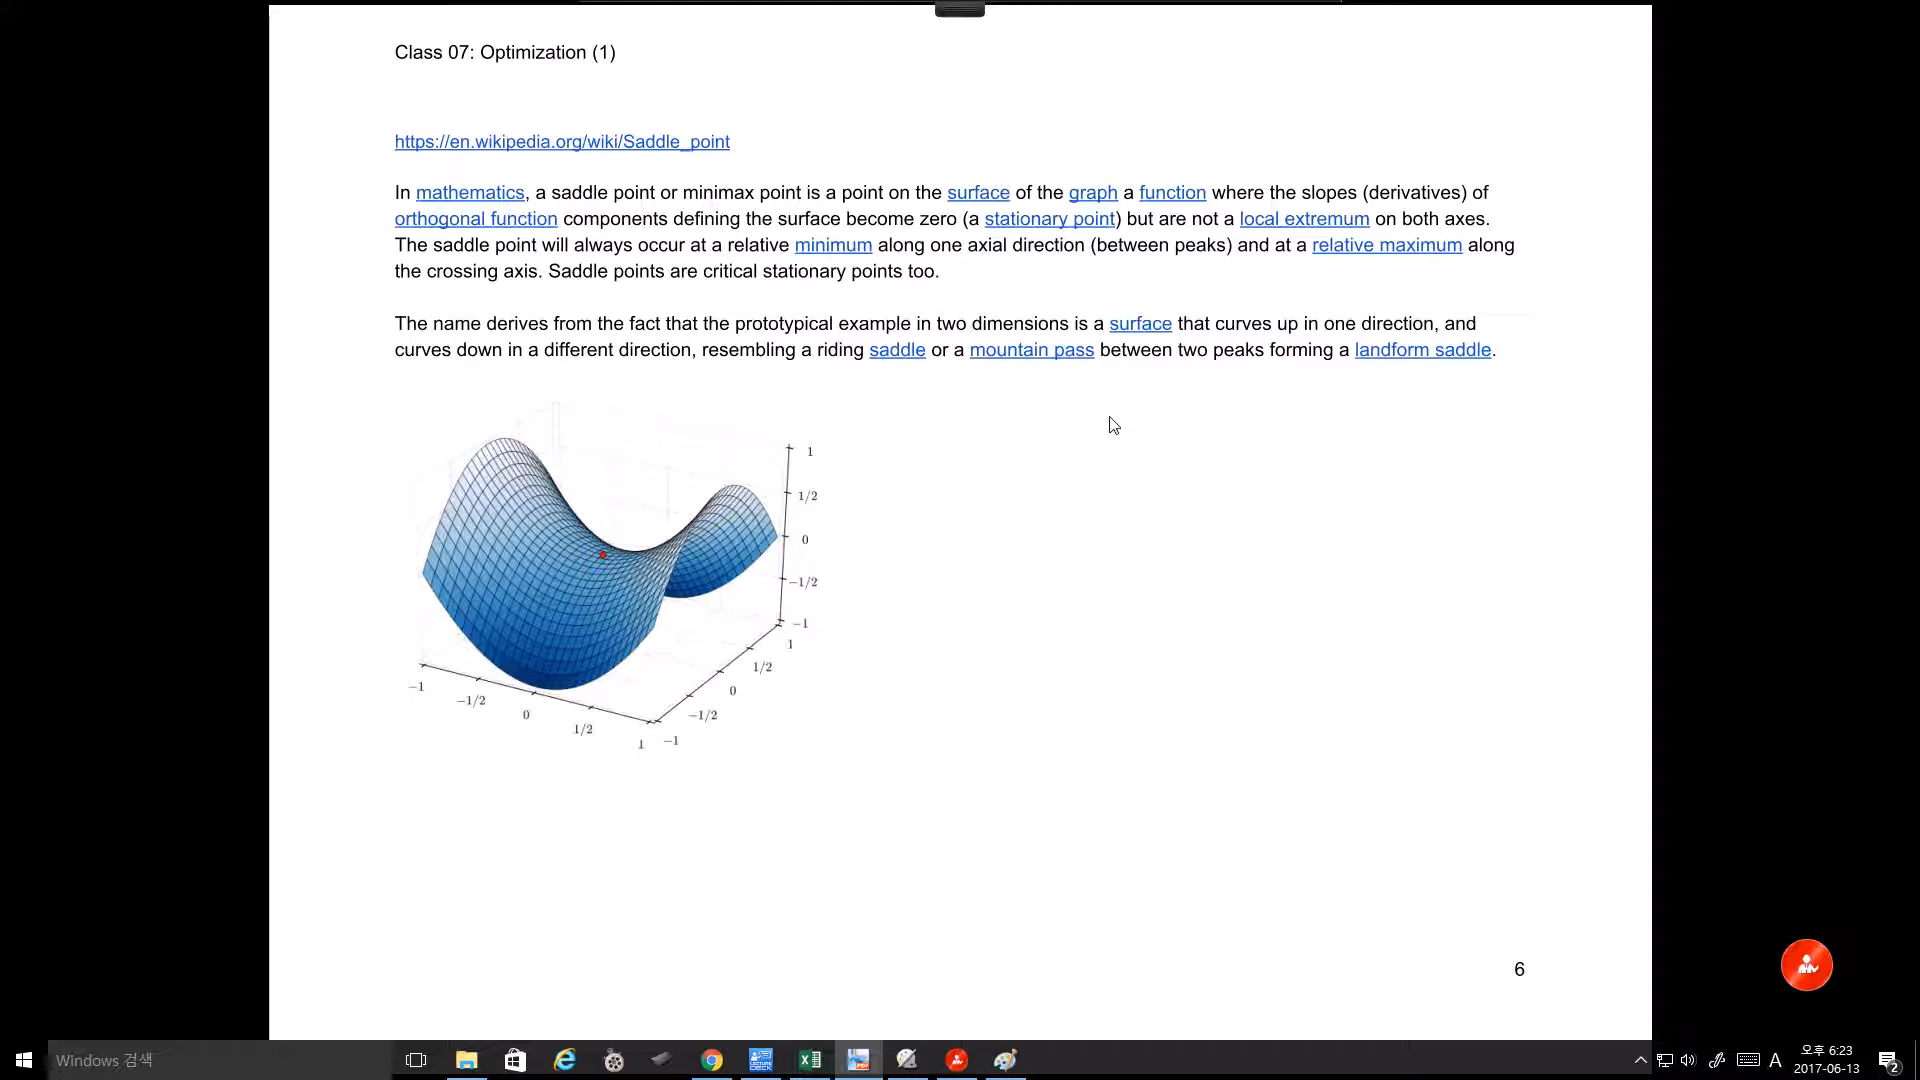 Class 07: Optimization (1)
https://en.wikipedia.org/wiki/Saddle_point
In mathematics, a saddle point or minimax point is a point on the surface of the graph a function where the slopes (derivatives) of
orthogonal function components defining the surface become zero (a stationary point) but are not a local extremum on both axes.
The saddle point will always occur at a relative minimum along one axial direction (between peaks) and at a relative maximum along
the crossing axis. Saddle points are critical stationary points too.
The name derives from the fact that the prototypical example in two dimensions is a surface that curves up in one direction, and
curves down in a different direction, resembling a riding saddle or a mountain pass between two peaks forming a landform saddle.
1
1/2
0
−1/2
−1
1
1/2
0
−1/2
−1
−1
−1/2
0
1/2
1
6
Windows 검색
LECTURE DECK
A
오후 6:23
2017-06-13
2